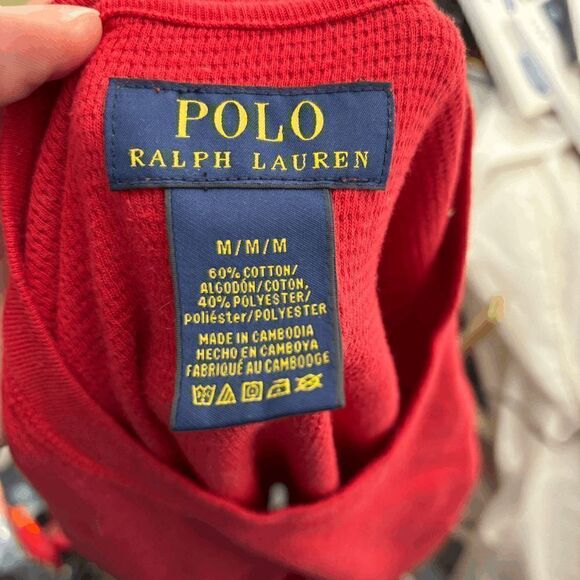 POLO
RALPH LAUREN
M/M/M
60% COTTON/
ALGODÓN/COTON,
40% POLYESTER/
poliéster/POLYESTER
MADE IN CAMBODIA
HECHO EN CAMBOYA
FABRIQUÉ AU CAMBODGE